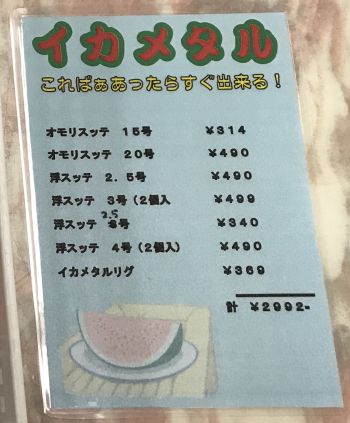 イカメタル
こればぁああったらすぐ出来る！
オモリスッテ　１５号　￥３１４
オモリスッテ　２０号　￥４９０
浮スッテ　２．５号　￥４９０
浮スッテ　３号（２個入　￥４９９
浮スッテ　2.5号　￥３４０
浮スッテ　４号（２個入）　￥４９０
イカメタルリグ　￥３６９
計　￥２９９２－